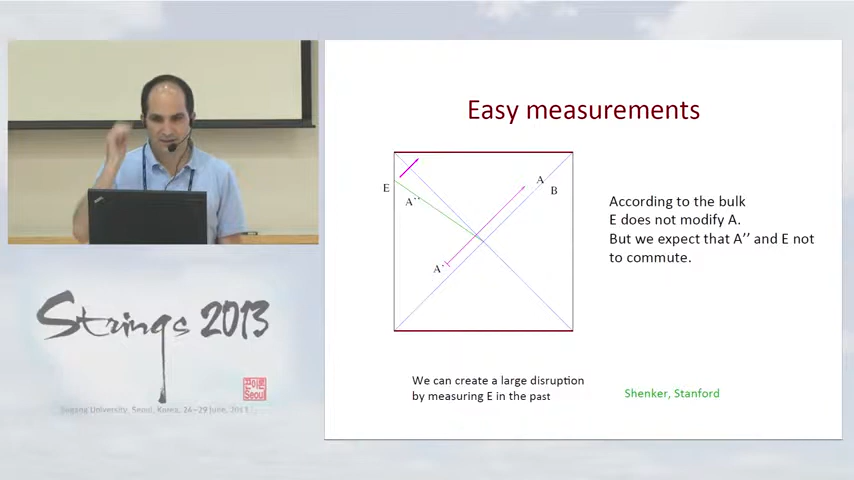 Easy measurements
E
A''
A
B
A'
According to the bulk
E does not modify A.
But we expect that A'' and E not
to commute.
We can create a large disruption
by measuring E in the past
Shenker, Stanford
Strings 2013
Seoul
Sogang University, Seoul, Korea, 24-29 June, 2013